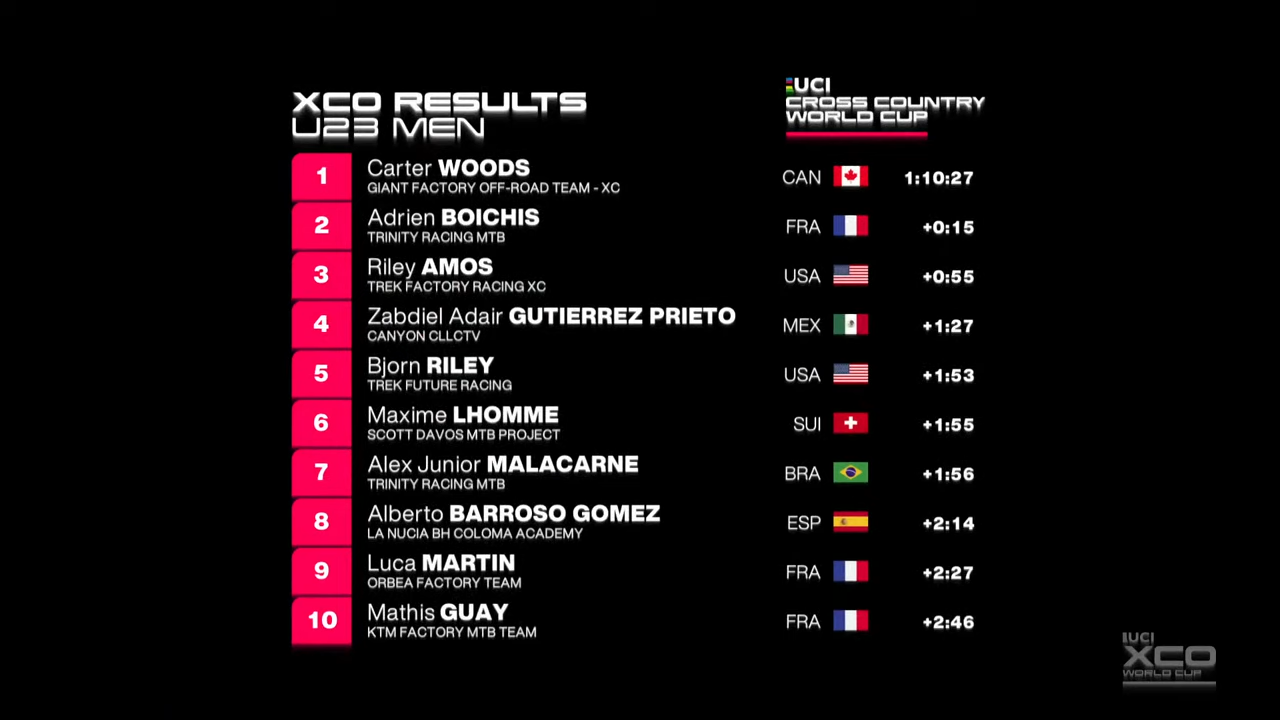 XCO RESULTS
U23 MEN
UCI
CROSS COUNTRY
WORLD CUP
1 Carter WOODS CAN 1:10:27
GIANT FACTORY OFF-ROAD TEAM - XC
2 Adrien BOICHIS FRA +0:15
TRINITY RACING MTB
3 Riley AMOS USA +0:55
TREK FACTORY RACING XC
4 Zabdiel Adair GUTIERREZ PRIETO MEX +1:27
CANYON CLLCTV
5 Bjorn RILEY USA +1:53
TREK FUTURE RACING
6 Maxime LHOMME SUI +1:55
SCOTT DAVOS MTB PROJECT
7 Alex Junior MALACARNE BRA +1:56
TRINITY RACING MTB
8 Alberto BARROSO GOMEZ ESP +2:14
LA NUCIA BH COLOMA ACADEMY
9 Luca MARTIN FRA +2:27
ORBEA FACTORY TEAM
10 Mathis GUAY FRA +2:46
KTM FACTORY MTB TEAM
UCI
XCO
WORLD CUP